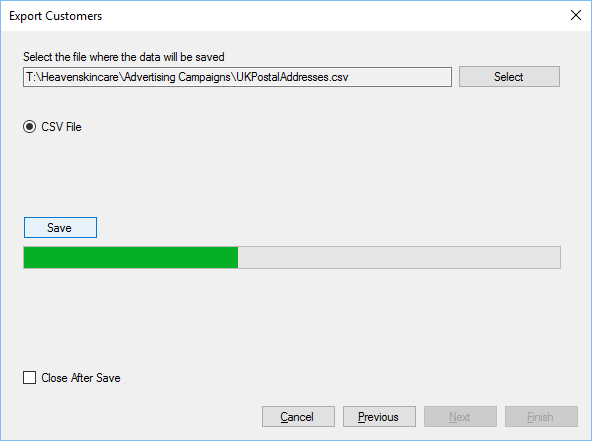 Export Customers
Select the file where the data will be saved
T:\Heavenskincare\Advertising Campaigns\UKPostalAddresses.csv
Select
CSV File
Save
Close After Save
Cancel
Previous
Next
Finish